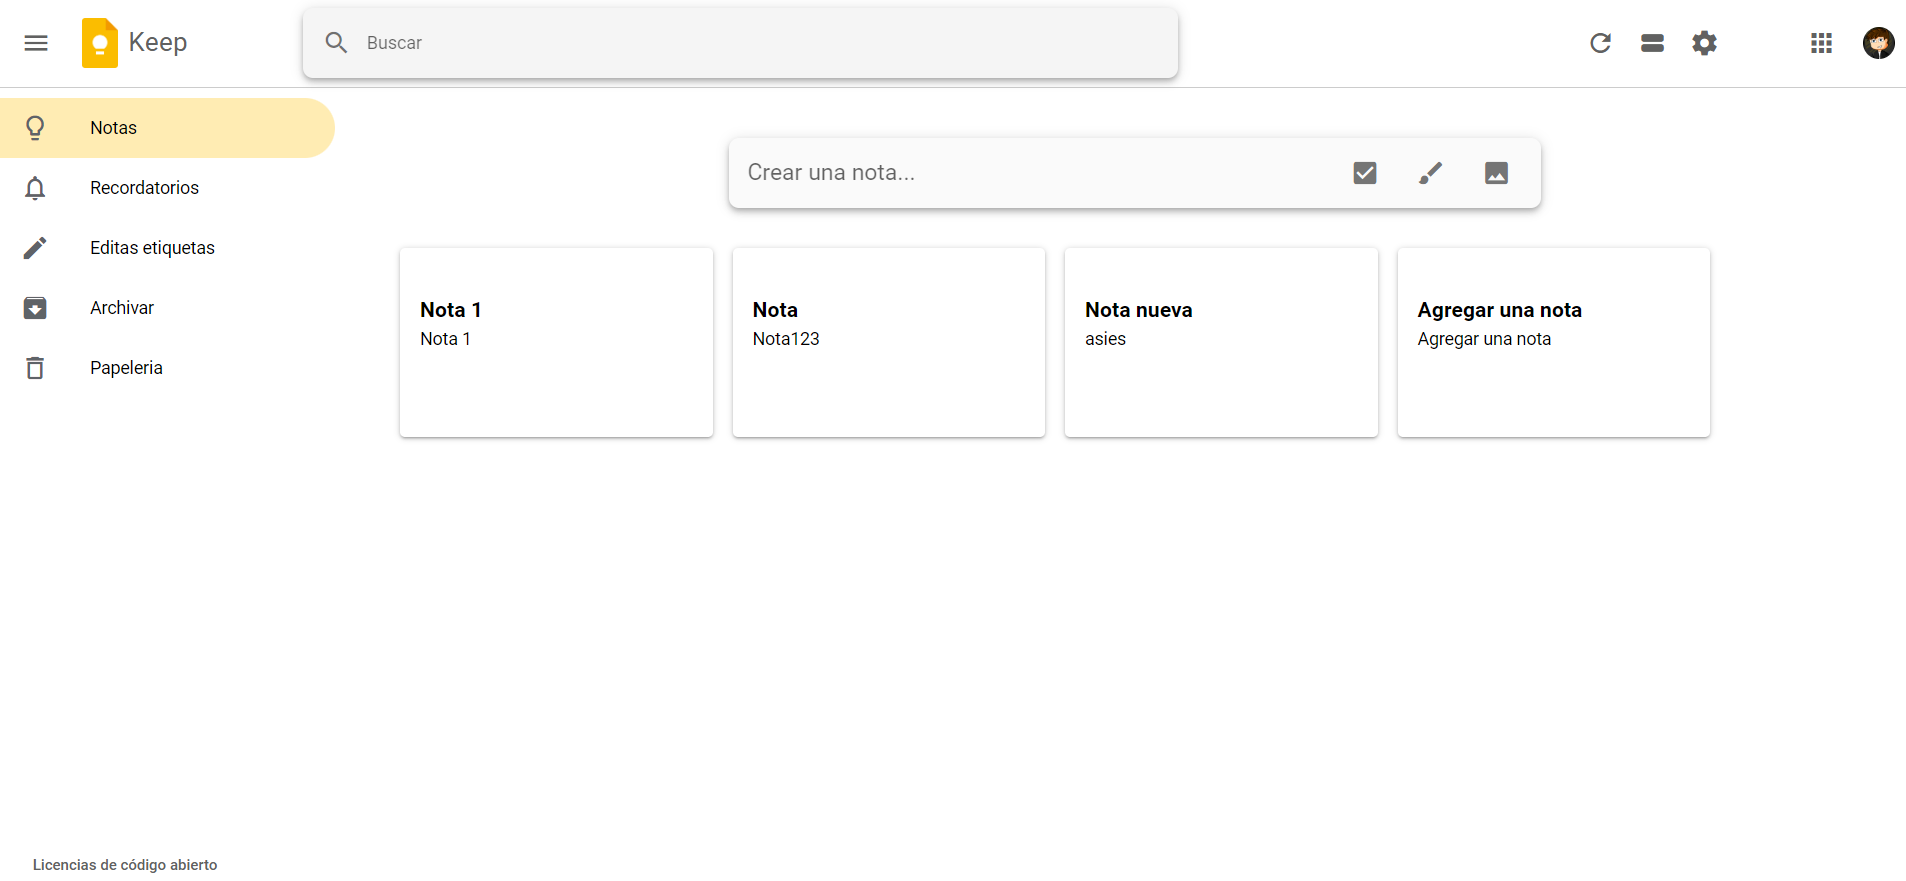 Keep
Buscar
Notas
Recordatorios
Editas etiquetas
Archivar
Papeleria
Crear una nota...
Nota 1
Nota 1
Nota
Nota123
Nota nueva
asies
Agregar una nota
Agregar una nota
Licencias de código abierto